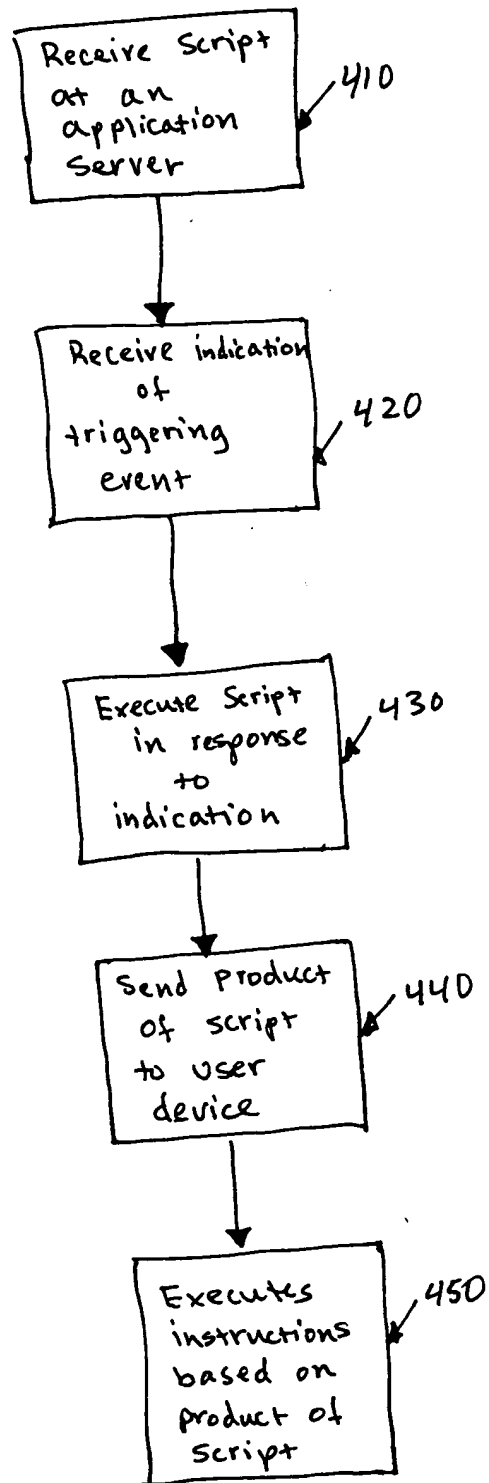 Receive Script
at an
application
Server
410
Receive indication
of
triggering
event
420
Execute Script
in response
to
indication
430
Send Product
of script
to user
device
440
Executes
instructions
based on
product of
script
450